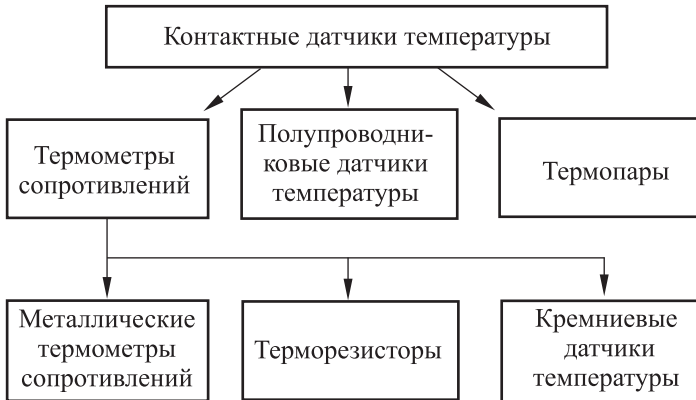 Контактные датчики температуры
Термометры
сопротивлений
Полупроводни-
ковые датчики
температуры
Термопары
Металлические
термометры
сопротивлений
Терморезисторы
Кремниевые
датчики
температуры